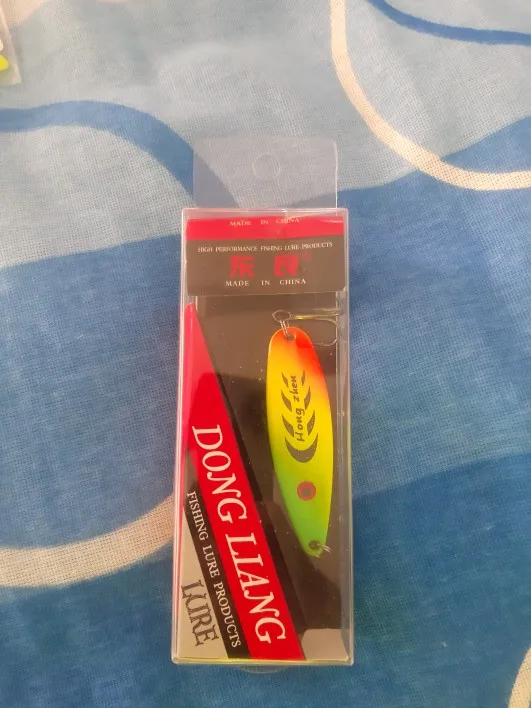 MADE IN CHINA
HIGH PERFORMANCE FISHING LURE PRODUCTS
东良
MADE IN CHINA
Hong zhen
DONG LIANG
FISHING LURE PRODUCTS
LURE